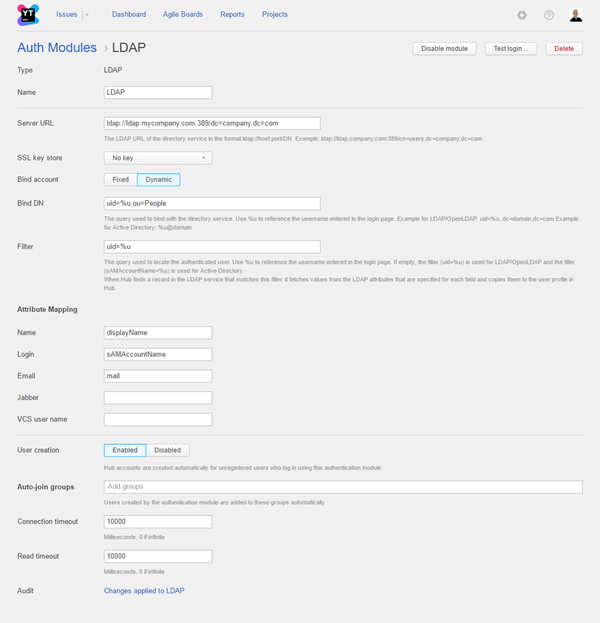 YT
Issues
Dashboard
Agile Boards
Reports
Projects
Auth Modules › LDAP
Disable module
Test login...
Delete
Type LDAP
Name LDAP
Server URL ldap://ldap.mycompany.com:389/dc=company,dc=com
The LDAP URL of the directory service in the format ldap://host:port/DN. Example: ldap://ldap.company.com:389/cn=users,dc=company,dc=com
SSL key store No key
Bind account Fixed Dynamic
Bind DN uid=%u,ou=People
The query used to bind with the directory service. Use %u to reference the username entered in the login page. Example for LDAP/OpenLDAP: uid=%u, dc=domain,dc=com Example
for Active Directory: %u@domain
Filter uid=%u
The query used to locate the authenticated user. Use %u to reference the username entered in the login page. If empty, the filter (uid=%u) is used for LDAP/OpenLDAP and the filter
(sAMAccountName=%u) is used for Active Directory.
When Hub finds a record in the LDAP service that matches this filter, it fetches values from the LDAP attributes that are specified for each field and copies them to the user profile in
Hub
Attribute Mapping
Name displayName
Login sAMAccountName
Email mail
Jabber
VCS user name
User creation Enabled Disabled
Hub accounts are created automatically for unregistered users who log in using this authentication module
Auto-join groups Add groups
Users created by the authentication module are added to these groups automatically
Connection timeout 10000
Milliseconds, 0 if infinite
Read timeout 10000
Milliseconds, 0 if infinite
Audit Changes applied to LDAP